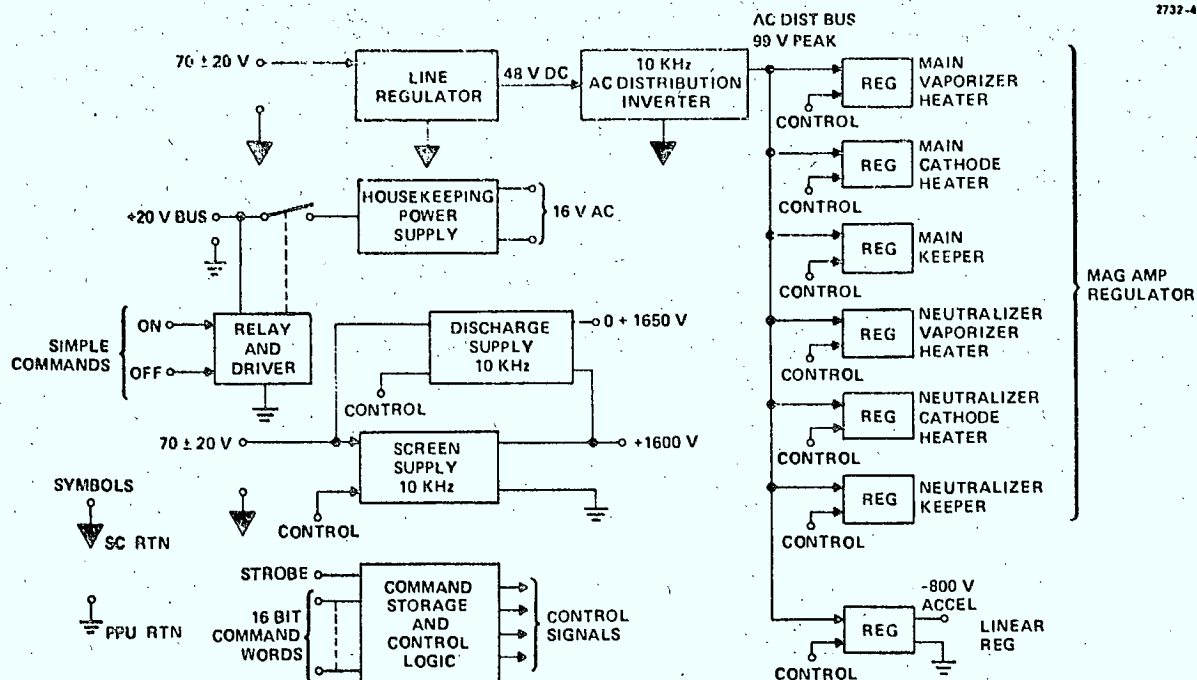 2732-4
AC DIST BUS
99 V PEAK
70 ± 20 V
LINE
REGULATOR
48 V DC
10 KHz
AC DISTRIBUTION
INVERTER
REG
MAIN
VAPORIZER
HEATER
CONTROL
REG
MAIN
CATHODE
HEATER
CONTROL
+20 V BUS
HOUSEKEEPING
POWER
SUPPLY
16 V AC
REG
MAIN
KEEPER
CONTROL
MAG AMP
REGULATOR
SIMPLE
COMMANDS
ON
OFF
RELAY
AND
DRIVER
DISCHARGE
SUPPLY
10 KHz
0 + 1650 V
CONTROL
REG
NEUTRALIZER
VAPORIZER
HEATER
CONTROL
REG
NEUTRALIZER
CATHODE
HEATER
CONTROL
70 ± 20 V
SCREEN
SUPPLY
10 KHz
+1600 V
CONTROL
REG
NEUTRALIZER
KEEPER
CONTROL
SYMBOLS
SC RTN
PPU RTN
STROBE
16 BIT
COMMAND
WORDS
COMMAND
STORAGE
AND
CONTROL
LOGIC
CONTROL
SIGNALS
REG
-800 V
ACCEL
LINEAR
REG
CONTROL